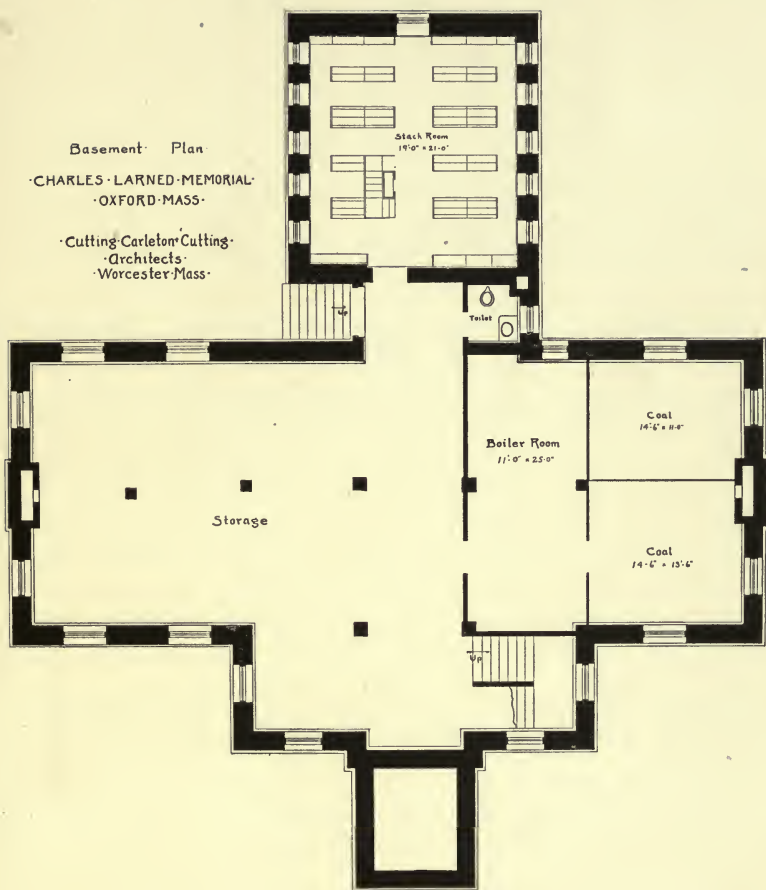 Basement Plan
·CHARLES·LARNED·MEMORIAL·
·OXFORD·MASS·
·Cutting·Carleton·&·Cutting·
·Architects·
·Worcester·Mass·
Stack Room
19'-0" × 21'-0"
Up
Toilet
Coal
14'-6" × 11'-0"
Boiler Room
11'-0" × 25'-0"
Storage
Coal
14'-6" × 13'-6"
Up